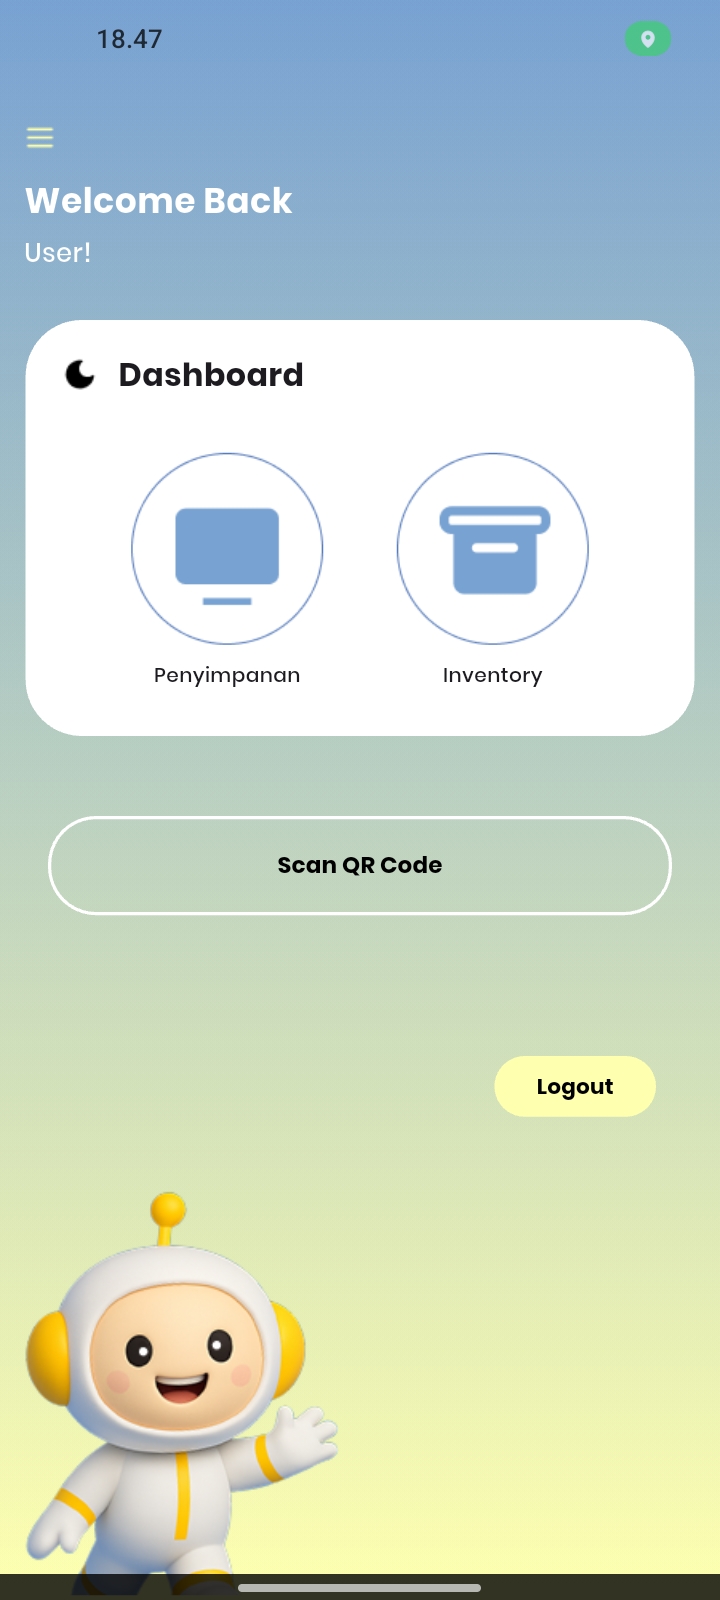 18.47
Welcome Back
User!
Dashboard
Penyimpanan
Inventory
Scan QR Code
Logout